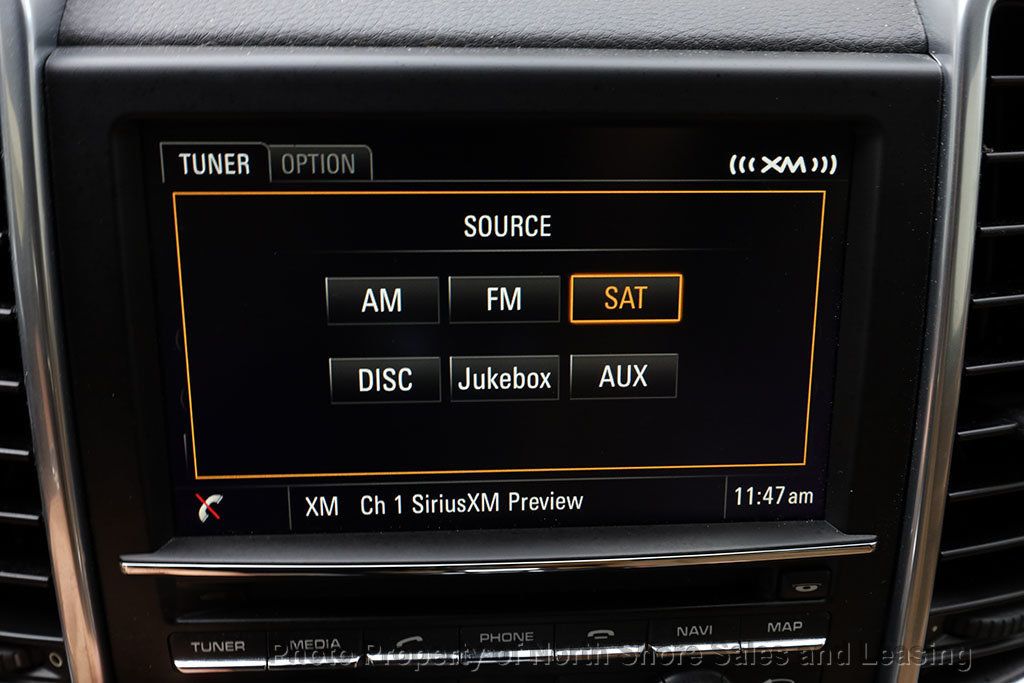 TUNER OPTION (((XM)))
SOURCE
AM FM SAT
DISC Jukebox AUX
XM Ch 1 SiriusXM Preview 11:47am
TUNER MEDIA PHONE NAVI MAP
Photo Property of North Shore Sales and Leasing